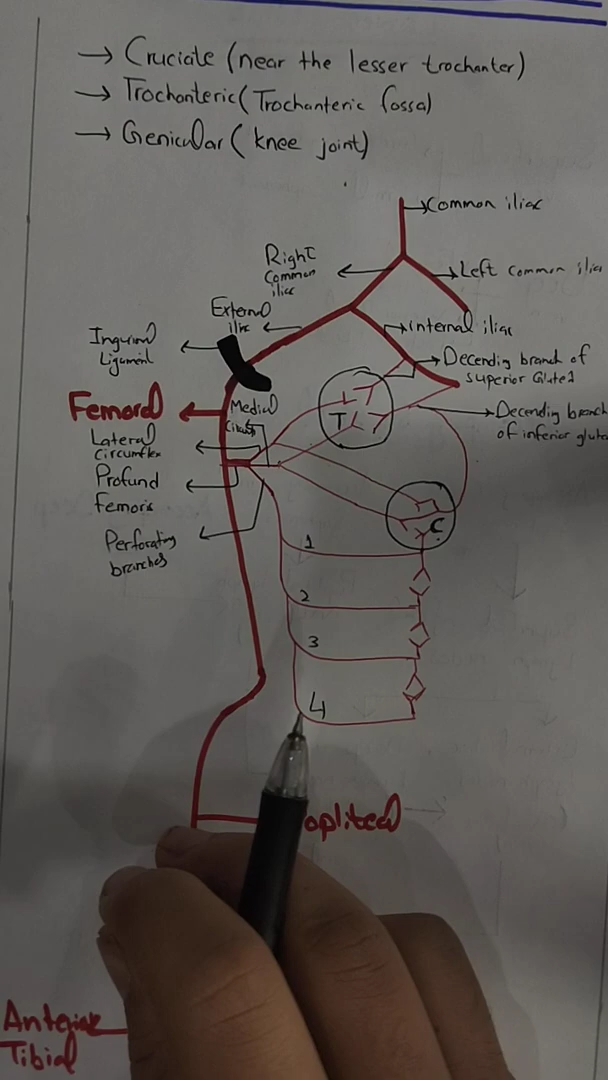 → Cruciate (near the lesser trochanter)
→ Trochanteric (Trochanteric fossa)
→ Genicular (knee joint)
Common iliac
Right
Common
iliac
Left common iliac
External
iliac
internal iliac
Inguinal
Ligament
Decending branch of
superior Gluteal
Femoral
Medial
T
Decending branch
of inferior glute
Lateral
Circumflex
Profund
Femoris
C
Perforating
branches
1
2
3
4
opliteal
Anterior
Tibial